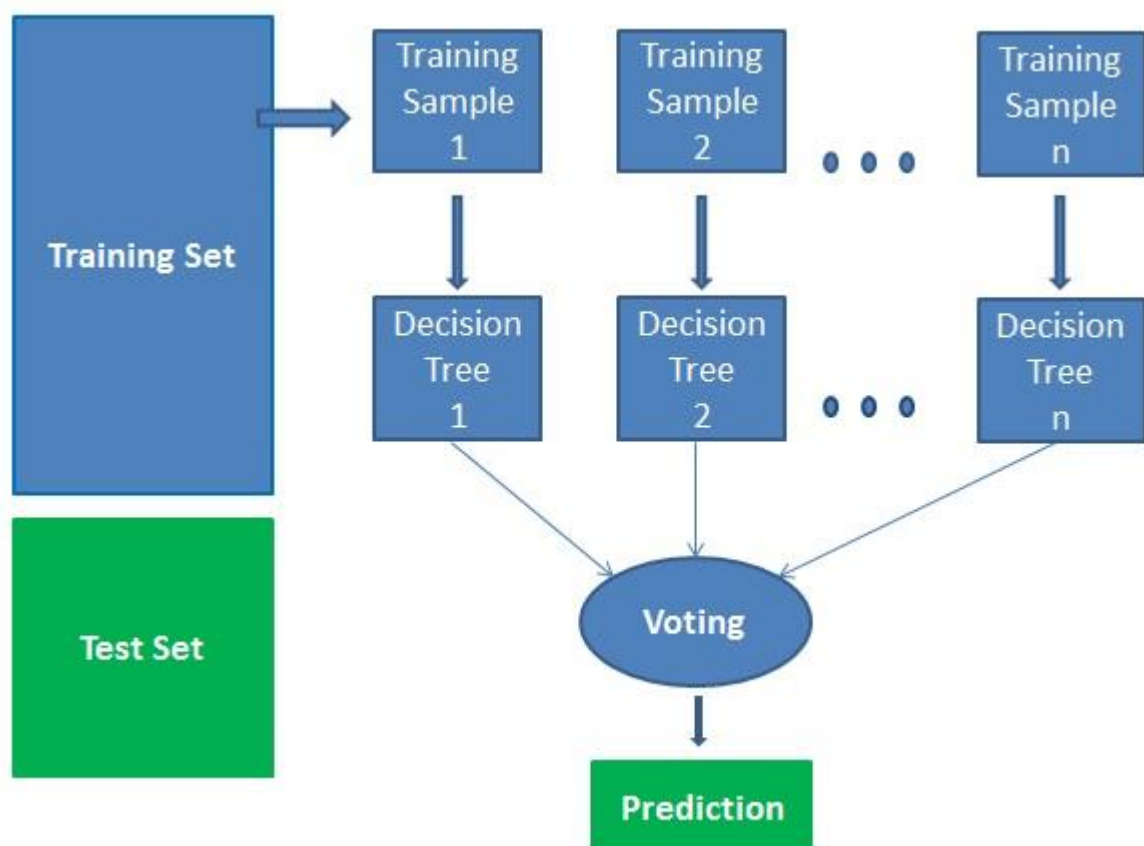 Training Set
Training
Sample
1
Training
Sample
2
Training
Sample
n
Decision
Tree
1
Decision
Tree
2
Decision
Tree
n
Test Set
Voting
Prediction